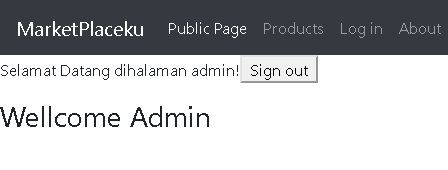 MarketPlaceku Public Page Products Log in About
Selamat Datang dihalaman admin! Sign out
Wellcome Admin